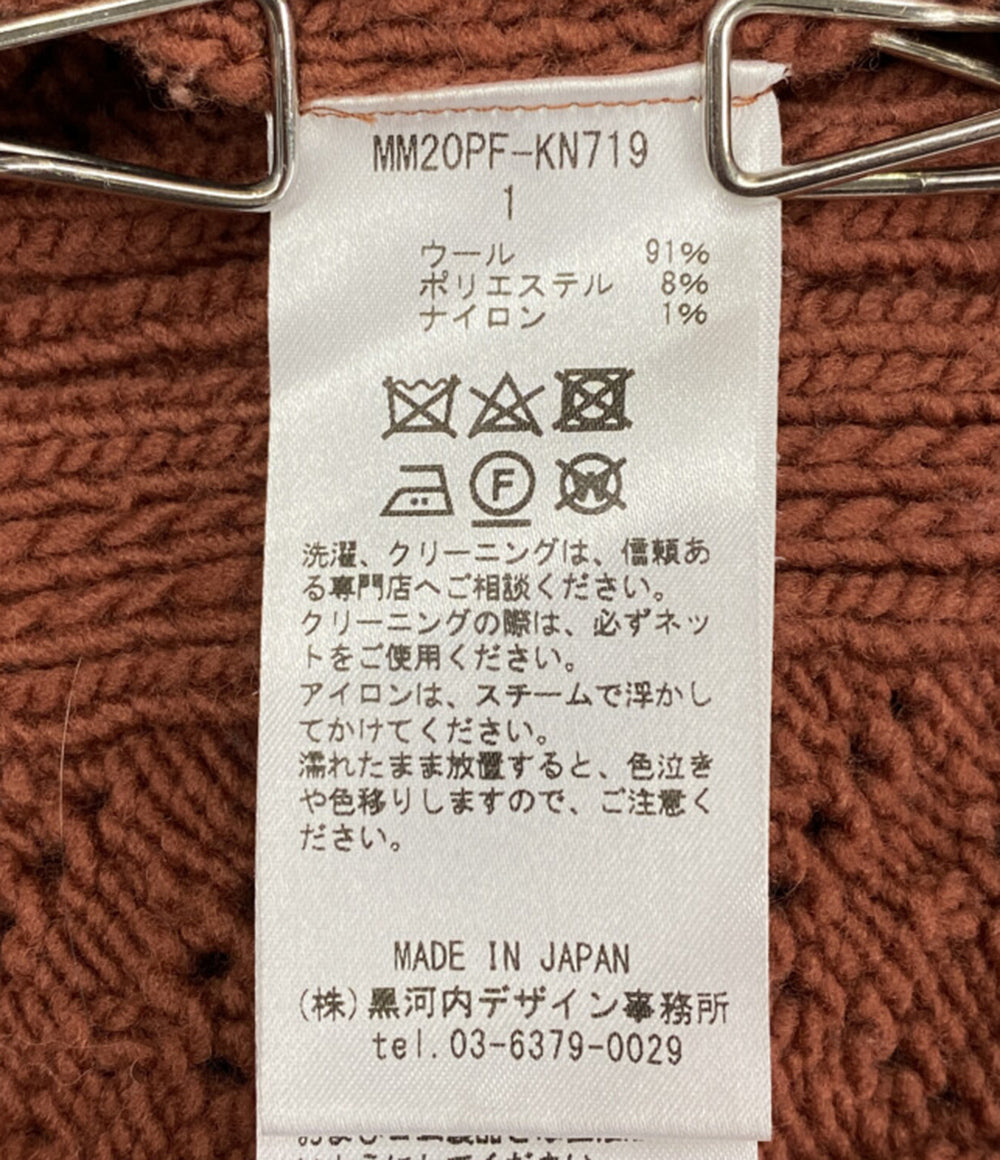 MM20PF-KN719
1
ウール 91%
ポリエステル 8%
ナイロン 1%
F
W
洗濯、クリーニングは、信頼あ
る専門店へご相談ください。
クリーニングの際は、必ずネッ
トをご使用ください。
アイロンは、スチームで浮かし
てかけてください。
濡れたまま放置すると、色泣き
や色移りしますので、ご注意く
ださい。
MADE IN JAPAN
(株)黒河内デザイン事務所
tel.03-6379-0029